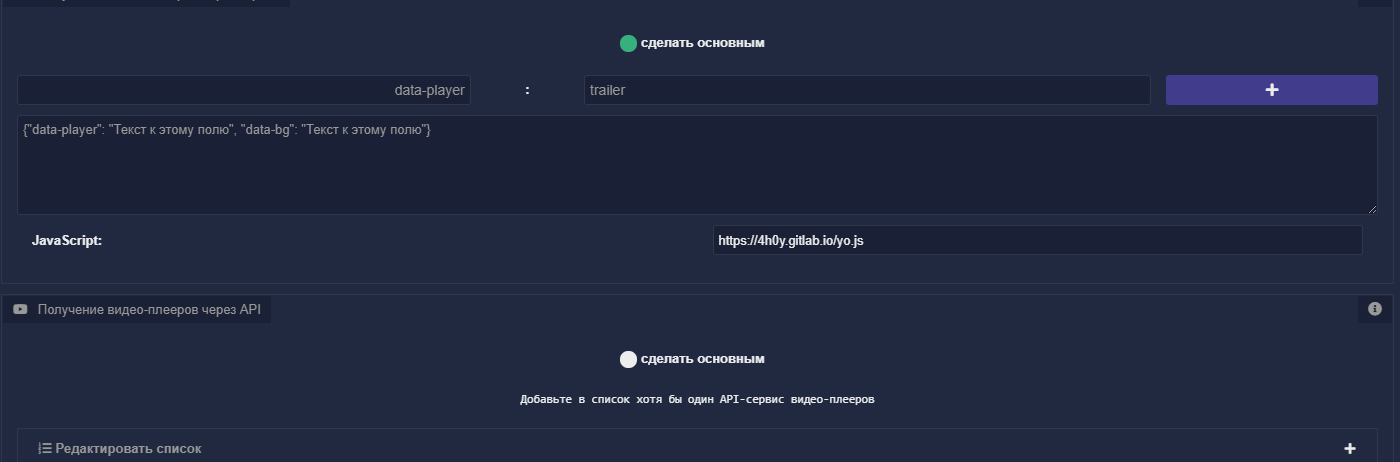 сделать основным
data-player : trailer
{"data-player": "Текст к этому полю", "data-bg": "Текст к этому полю"}
JavaScript: https://4h0y.gitlab.io/yo.js
Получение видео-плееров через API
сделать основным
Добавьте в список хотя бы один API-сервис видео-плееров
Редактировать список